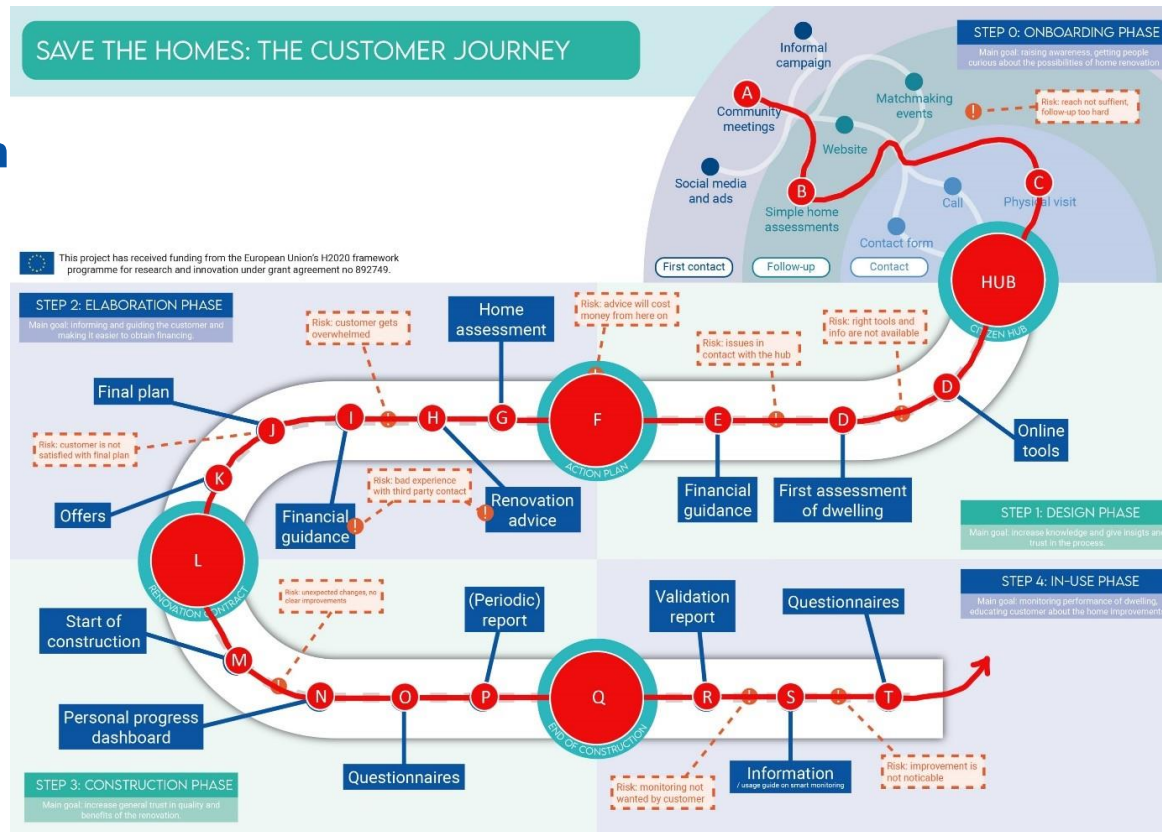 SAVE THE HOMES: THE CUSTOMER JOURNEY
This project has received funding from the European Union's H2020 framework
programme for research and innovation under grant agreement no 892749.
STEP 0: ONBOARDING PHASE
Main goal: raising awareness, getting people
curious about the possibilities of home renovation
Informal
campaign
A
Community
meetings
Matchmaking
events
Risk: reach not suffient,
follow-up too hard
Website
Social media
and ads
B
Simple home
assessments
C
Physical visit
Call
Contact form
First contact
Follow-up
Contact
HUB
CITIZEN HUB
STEP 2: ELABORATION PHASE
Main goal: informing and guiding the customer and
making it easier to obtain financing.
Risk: customer gets
overwhelmed
Home
assessment
Risk: advice will cost
money from here on
Risk: issues in
contact with the hub
Risk: right tools and
info are not available
Final plan
J
I
H
G
F
ACTION PLAN
E
D
D
Online
tools
Risk: customer is not
satisfied with final plan
K
Offers
Financial
guidance
Risk: bad experience
with third party contact
Renovation
advice
Financial
guidance
First assessment
of dwelling
STEP 1: DESIGN PHASE
Main goal: increase knowledge and give insigts and
trust in the process.
L
RENOVATION CONTRACT
Risk: unexpected changes, no
clear improvements
Start of
construction
M
(Periodic)
report
Validation
report
Questionnaires
STEP 4: IN-USE PHASE
Main goal: monitoring performance of dwelling,
educating customer about the home improvements
N
O
P
Q
END OF CONSTRUCTION
R
S
T
Personal progress
dashboard
Questionnaires
Risk: monitoring not
wanted by customer
Information
/ usage guide on smart monitoring
Risk: improvement is
not noticable
STEP 3: CONSTRUCTION PHASE
Main goal: increase general trust in quality and
benefits of the renovation.